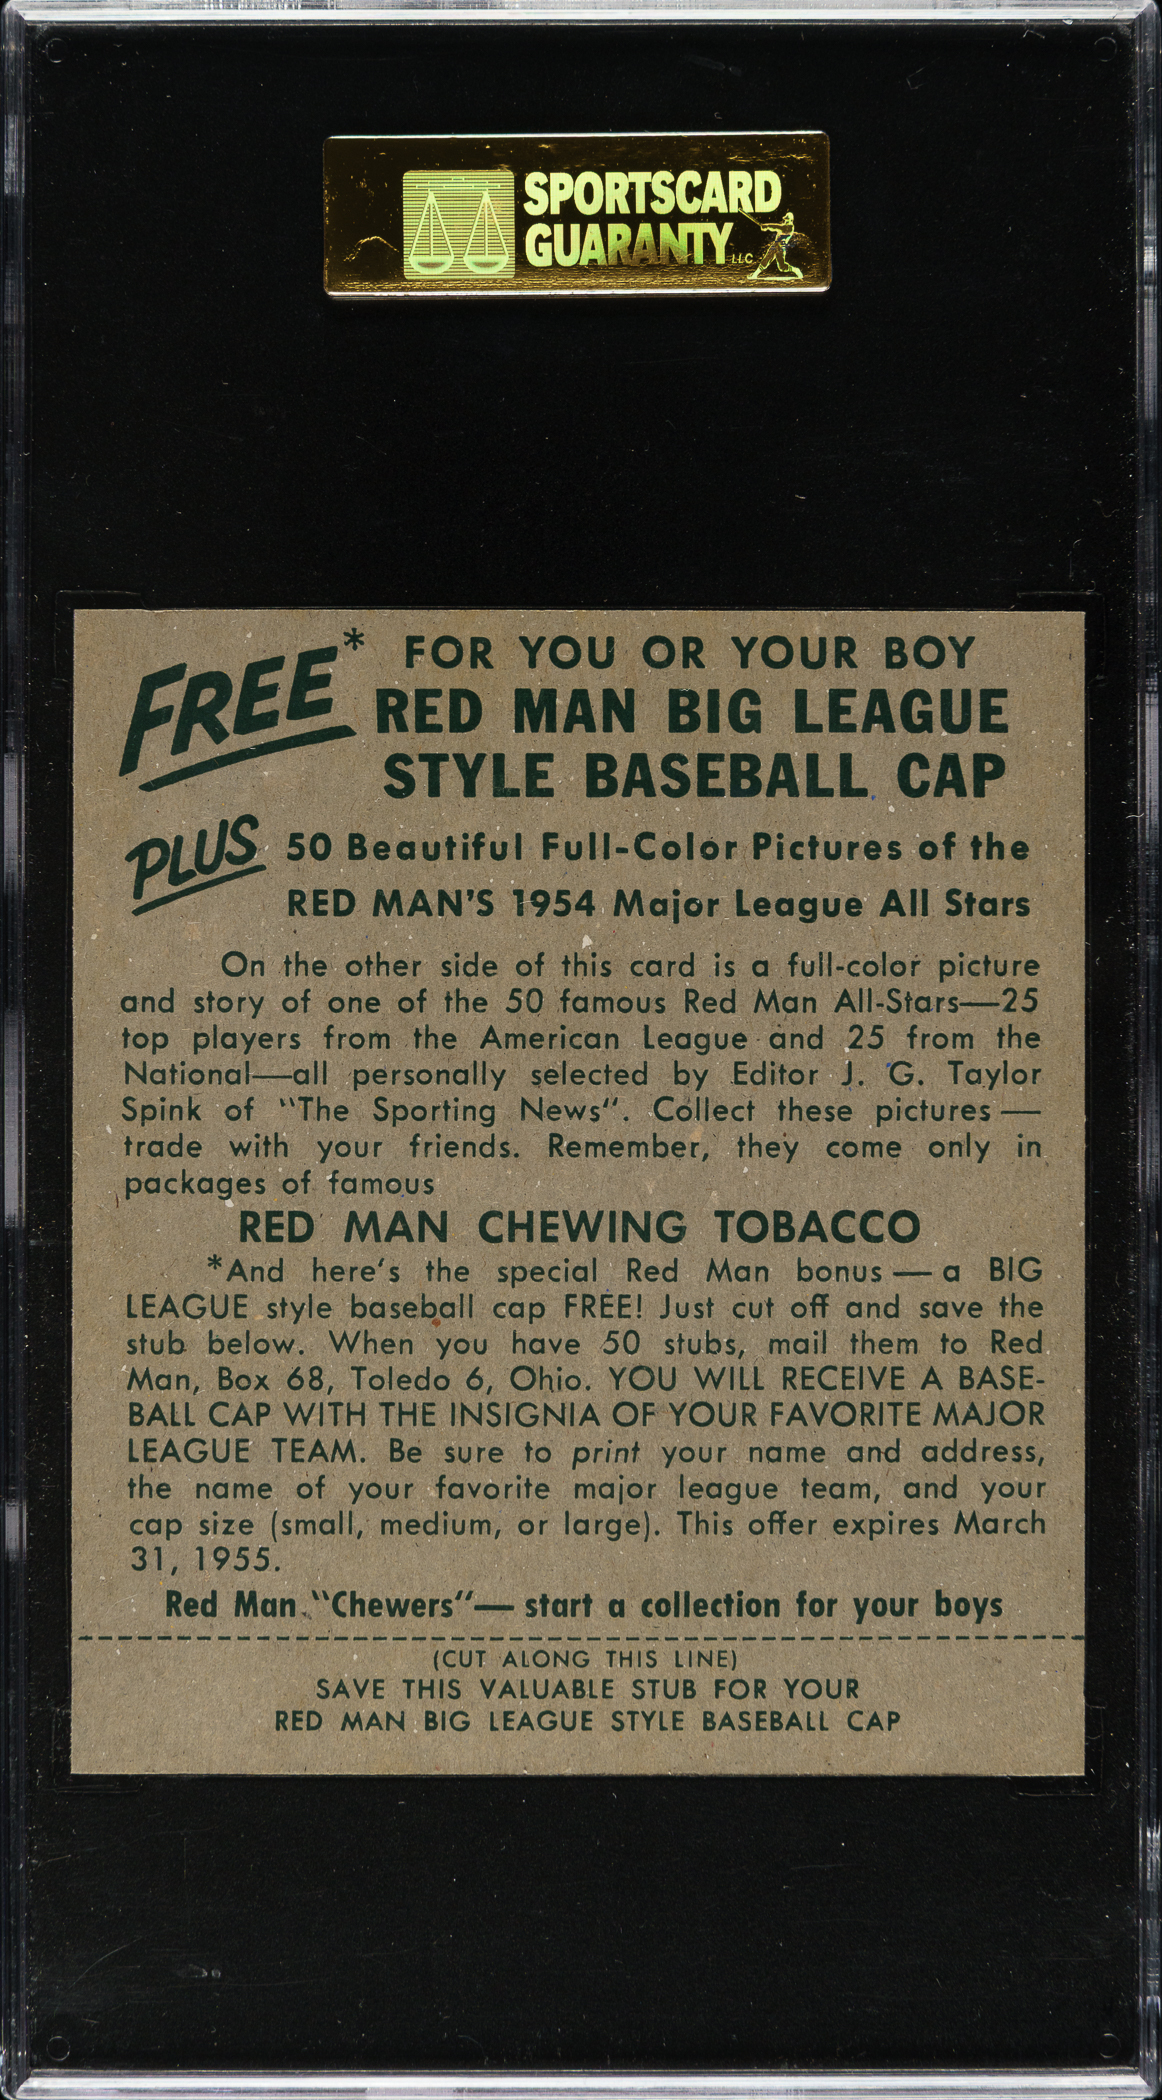 SPORTSCARD
GUARANTY LLC
FREE* FOR YOU OR YOUR BOY
RED MAN BIG LEAGUE
STYLE BASEBALL CAP
PLUS 50 Beautiful Full-Color Pictures of the
RED MAN'S 1954 Major League All Stars
On the other side of this card is a full-color picture
and story of one of the 50 famous Red Man All-Stars—25
top players from the American League and 25 from the
National—all personally selected by Editor J. G. Taylor
Spink of "The Sporting News". Collect these pictures —
trade with your friends. Remember, they come only in
packages of famous
RED MAN CHEWING TOBACCO
*And here's the special Red Man bonus — a BIG
LEAGUE style baseball cap FREE! Just cut off and save the
stub below. When you have 50 stubs, mail them to Red
Man, Box 68, Toledo 6, Ohio. YOU WILL RECEIVE A BASE-
BALL CAP WITH THE INSIGNIA OF YOUR FAVORITE MAJOR
LEAGUE TEAM. Be sure to print your name and address,
the name of your favorite major league team, and your
cap size (small, medium, or large). This offer expires March
31, 1955.
Red Man "Chewers"— start a collection for your boys
(CUT ALONG THIS LINE)
SAVE THIS VALUABLE STUB FOR YOUR
RED MAN BIG LEAGUE STYLE BASEBALL CAP